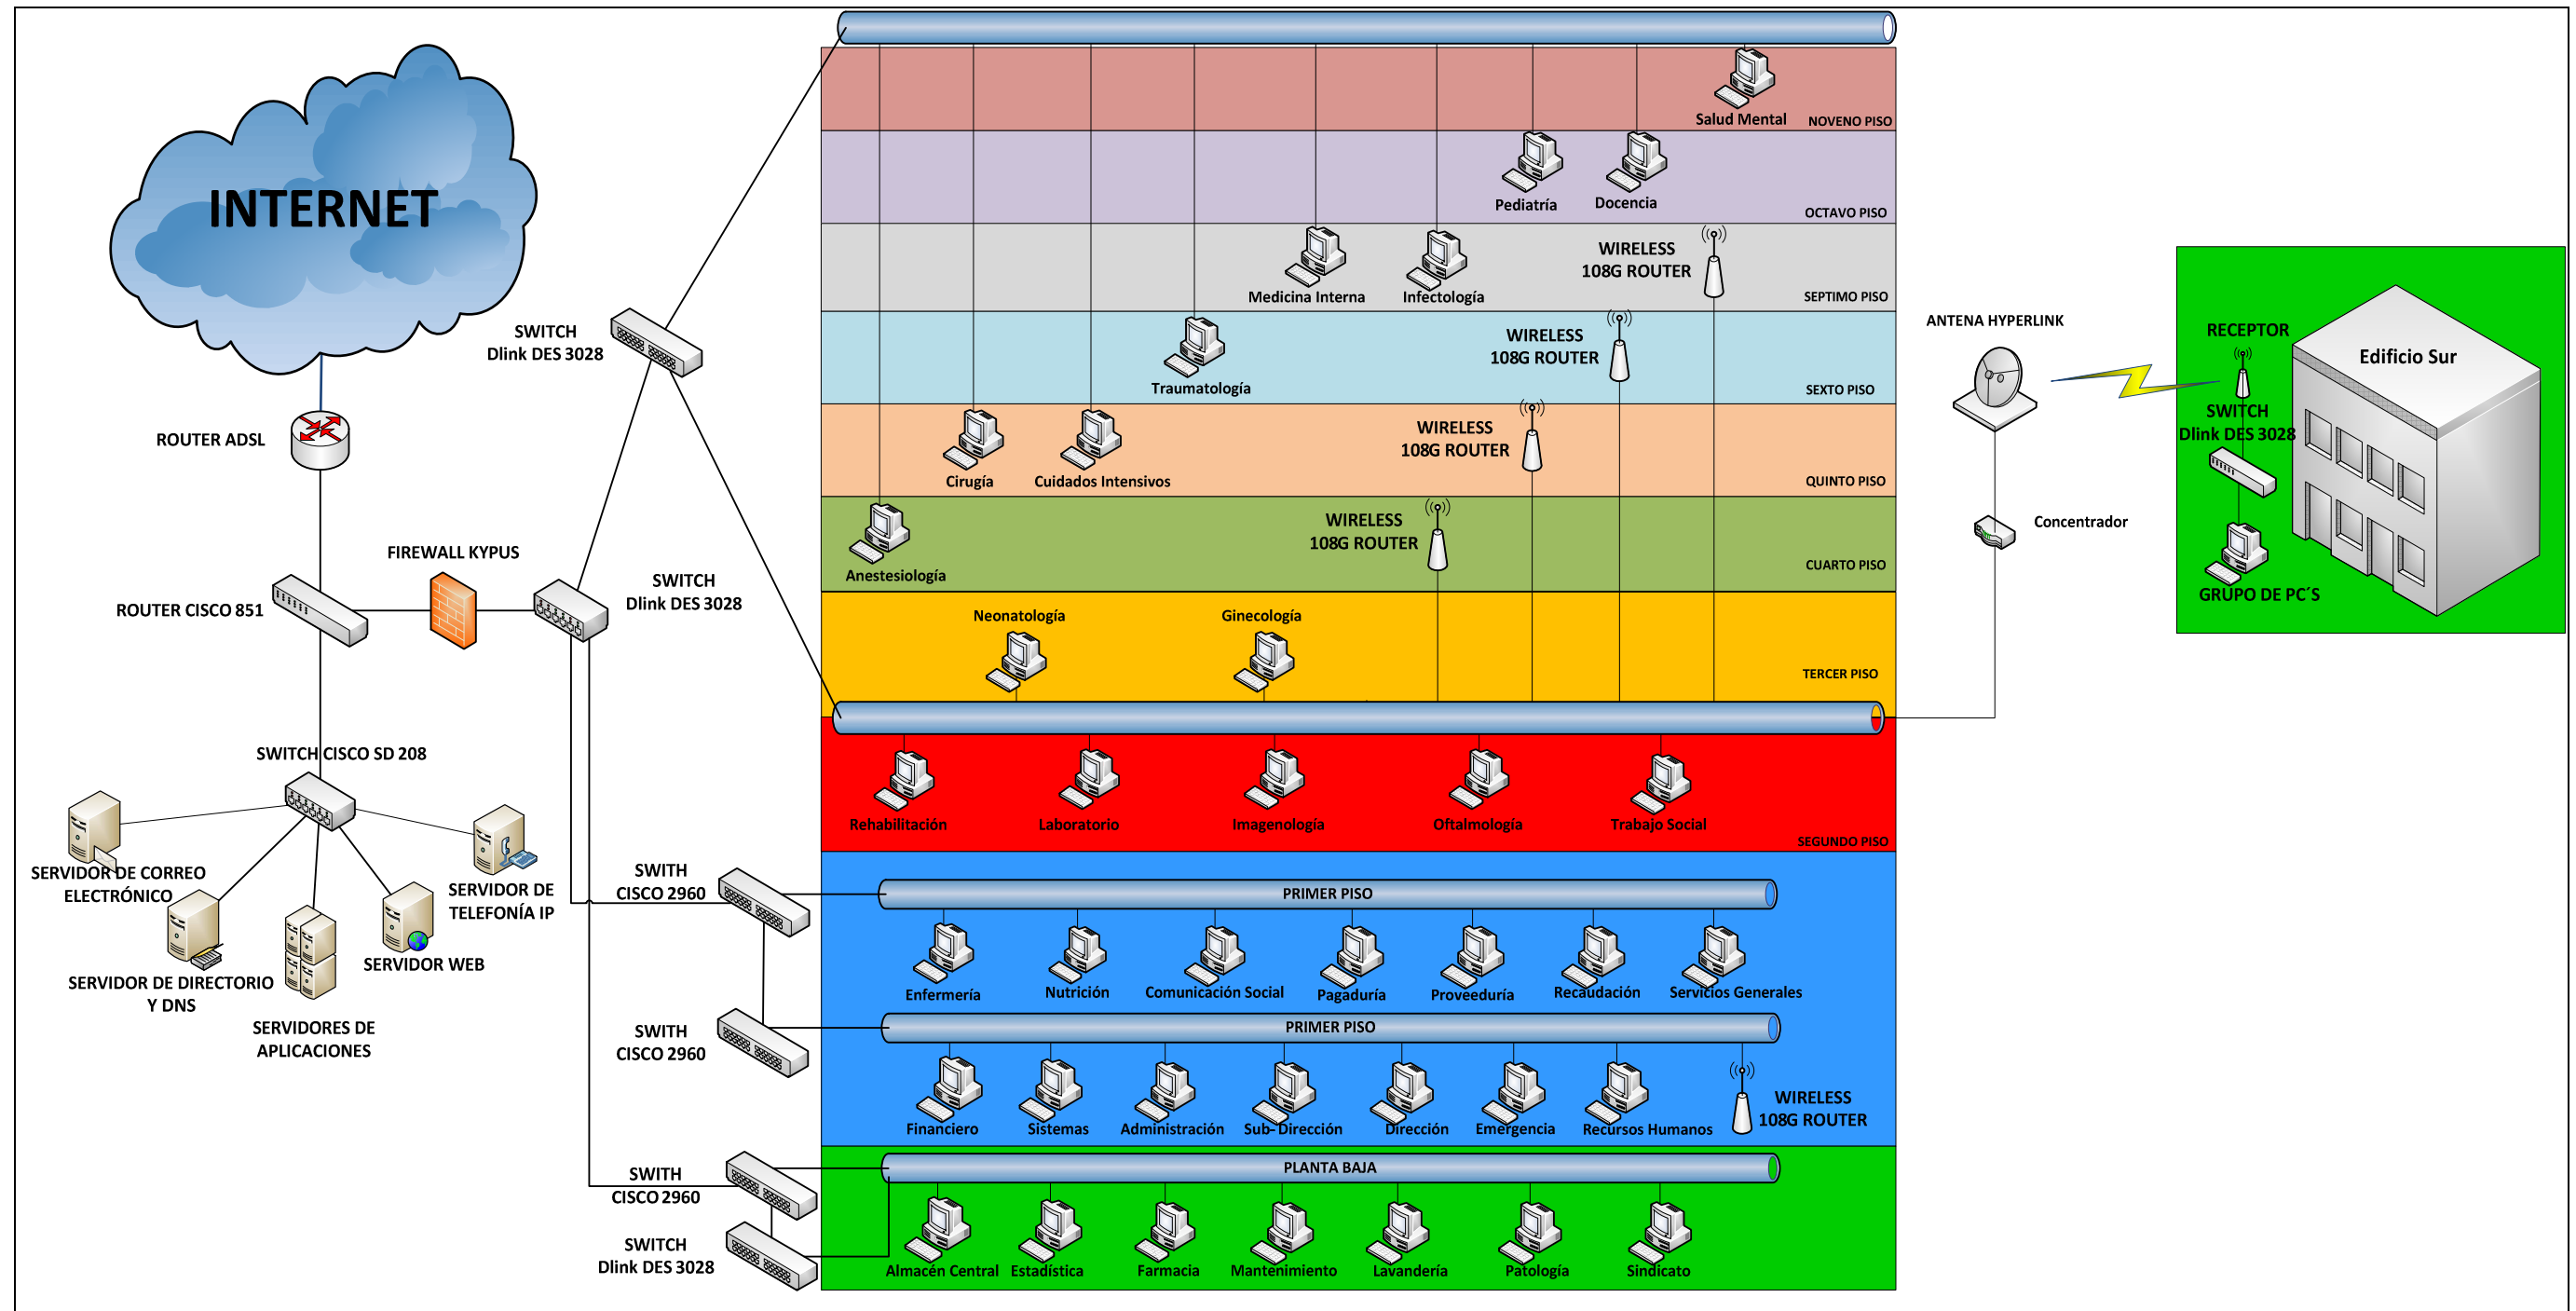 INTERNET
ROUTER ADSL
ROUTER CISCO 851
FIREWALL KYPUS
SWITCH
Dlink DES 3028
SWITCH
Dlink DES 3028
SWITCH CISCO SD 208
SERVIDOR DE CORREO
ELECTRÓNICO
SERVIDOR DE DIRECTORIO
Y DNS
SERVIDORES DE
APLICACIONES
SERVIDOR WEB
SERVIDOR DE
TELEFONÍA IP
SWITH
CISCO 2960
SWITH
CISCO 2960
SWITH
CISCO 2960
SWITCH
Dlink DES 3028
Salud Mental
NOVENO PISO
Pediatría
Docencia
OCTAVO PISO
Medicina Interna
Infectología
WIRELESS
108G ROUTER
SEPTIMO PISO
Traumatología
WIRELESS
108G ROUTER
SEXTO PISO
Cirugía
Cuidados Intensivos
WIRELESS
108G ROUTER
QUINTO PISO
Anestesiología
WIRELESS
108G ROUTER
CUARTO PISO
Neonatología
Ginecología
TERCER PISO
Rehabilitación
Laboratorio
Imagenología
Oftalmología
Trabajo Social
SEGUNDO PISO
PRIMER PISO
Enfermería
Nutrición
Comunicación Social
Pagaduría
Proveeduría
Recaudación
Servicios Generales
PRIMER PISO
Financiero
Sistemas
Administración
Sub-Dirección
Dirección
Emergencia
Recursos Humanos
WIRELESS
108G ROUTER
PLANTA BAJA
Almacén Central
Estadística
Farmacia
Mantenimiento
Lavandería
Patología
Sindicato
ANTENA HYPERLINK
Concentrador
RECEPTOR
SWITCH
Dlink DES 3028
GRUPO DE PC´S
Edificio Sur